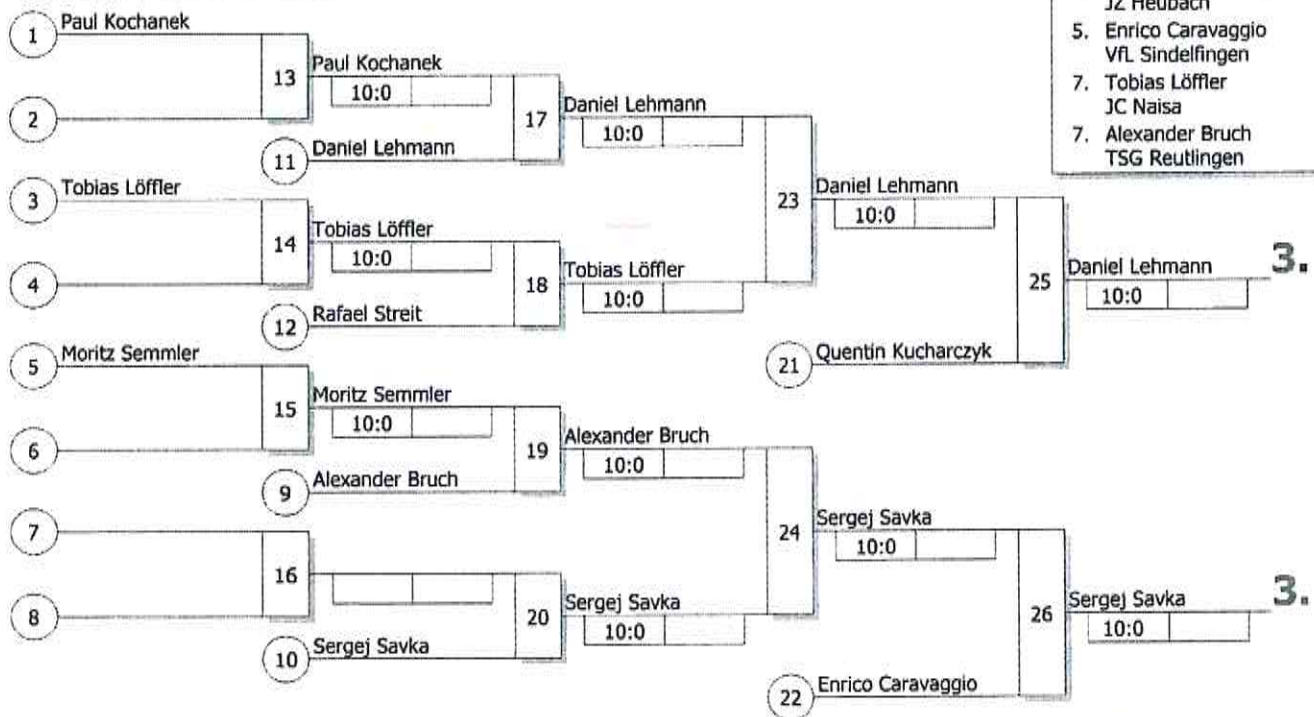 JZ Heubach
5. Enrico Caravaggio
VfL Sindelfingen
7. Tobias Löffler
JC Naisa
7. Alexander Bruch
TSG Reutlingen
1 Paul Kochanek
13 Paul Kochanek
10:0
2
17 Daniel Lehmann
10:0
11 Daniel Lehmann
3 Tobias Löffler
23 Daniel Lehmann
10:0
14 Tobias Löffler
10:0
4
18 Tobias Löffler
10:0
12 Rafael Streit
25 Daniel Lehmann 3.
10:0
21 Quentin Kucharczyk
5 Moritz Semmler
15 Moritz Semmler
10:0
6
19 Alexander Bruch
10:0
9 Alexander Bruch
7
24 Sergej Savka
10:0
16
8
20 Sergej Savka
10:0
10 Sergej Savka
26 Sergej Savka 3.
10:0
22 Enrico Caravaggio